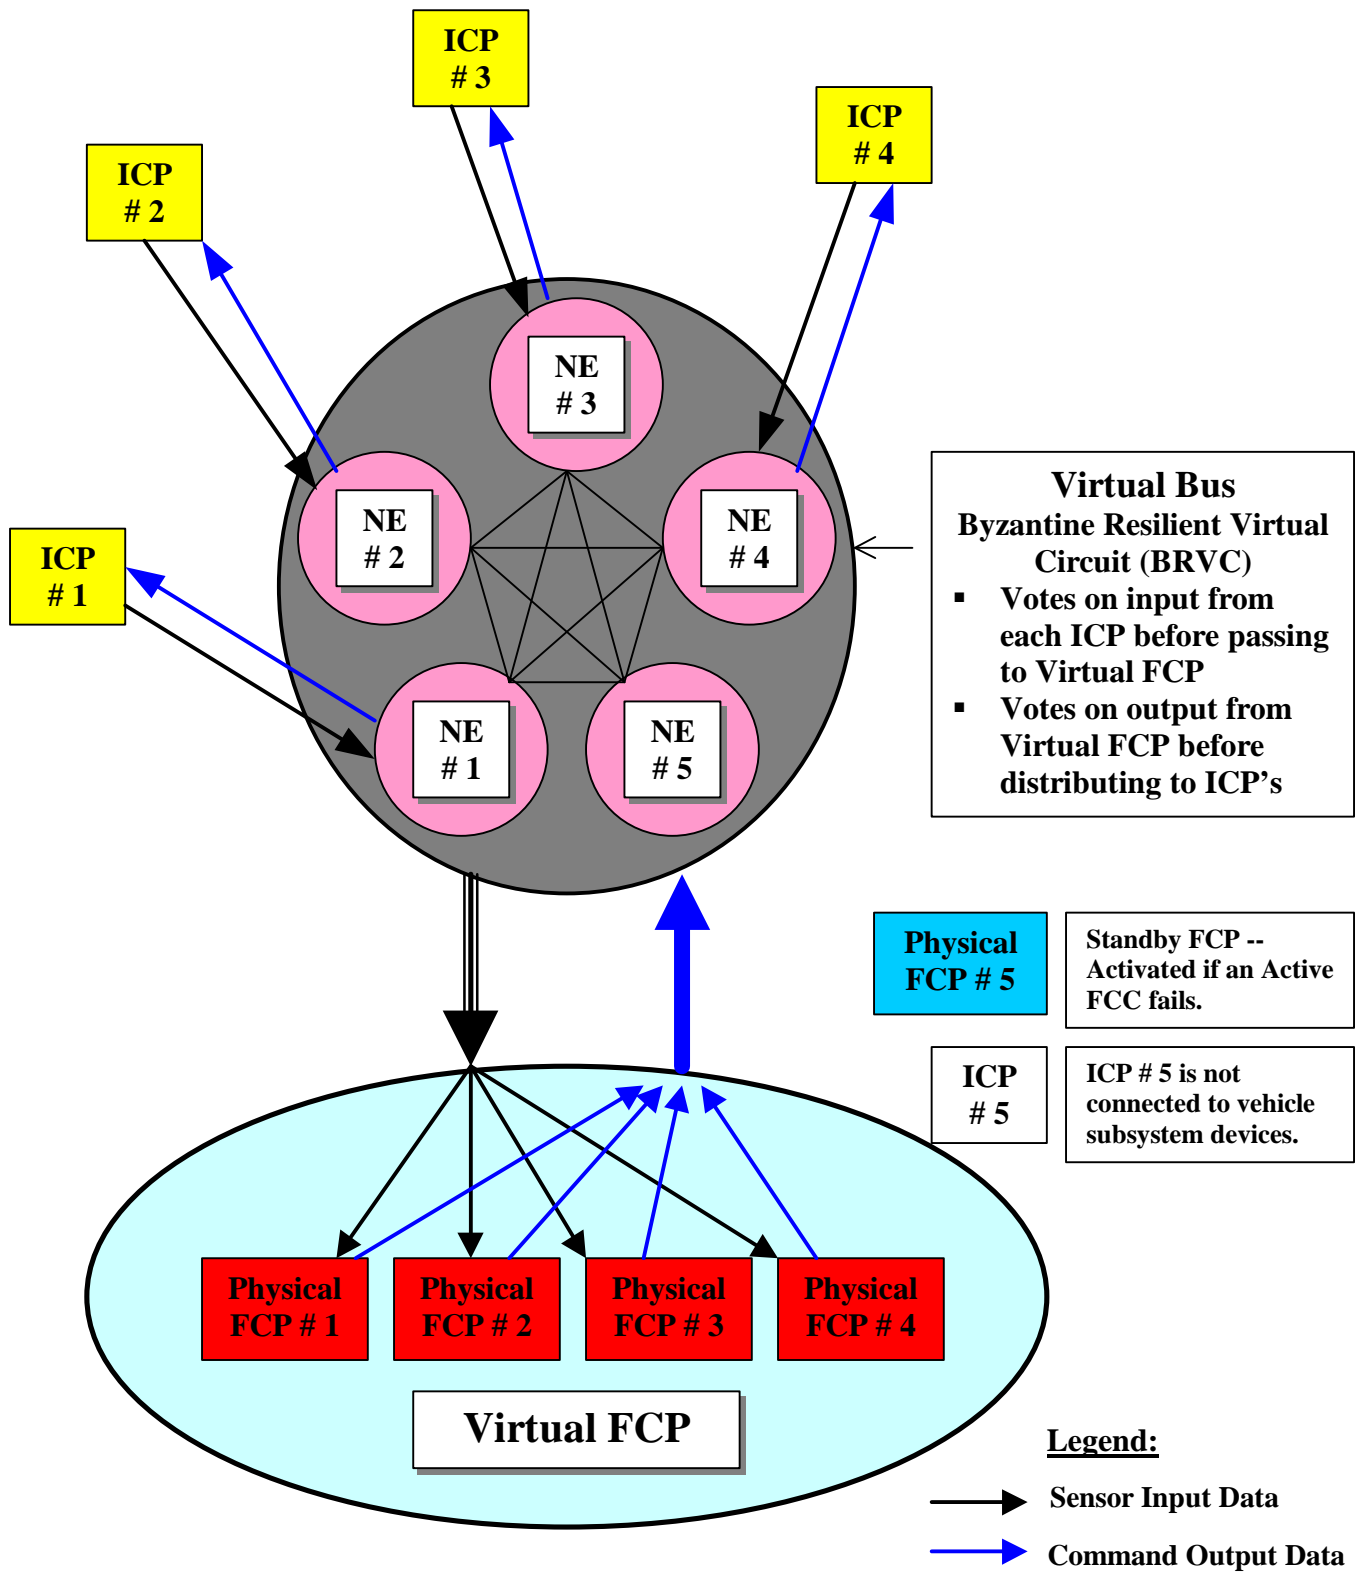 ICP
# 3
ICP
# 4
ICP
# 2
NE
# 3
ICP
# 1
NE
# 2
NE
# 4
Virtual Bus
Byzantine Resilient Virtual
Circuit (BRVC)
▪ Votes on input from
each ICP before passing
to Virtual FCP
▪ Votes on output from
Virtual FCP before
distributing to ICP's
NE
# 1
NE
# 5
Physical
FCP # 5
Standby FCP --
Activated if an Active
FCC fails.
ICP
# 5
ICP # 5 is not
connected to vehicle
subsystem devices.
Physical
FCP # 1
Physical
FCP # 2
Physical
FCP # 3
Physical
FCP # 4
Virtual FCP
Legend:
Sensor Input Data
Command Output Data